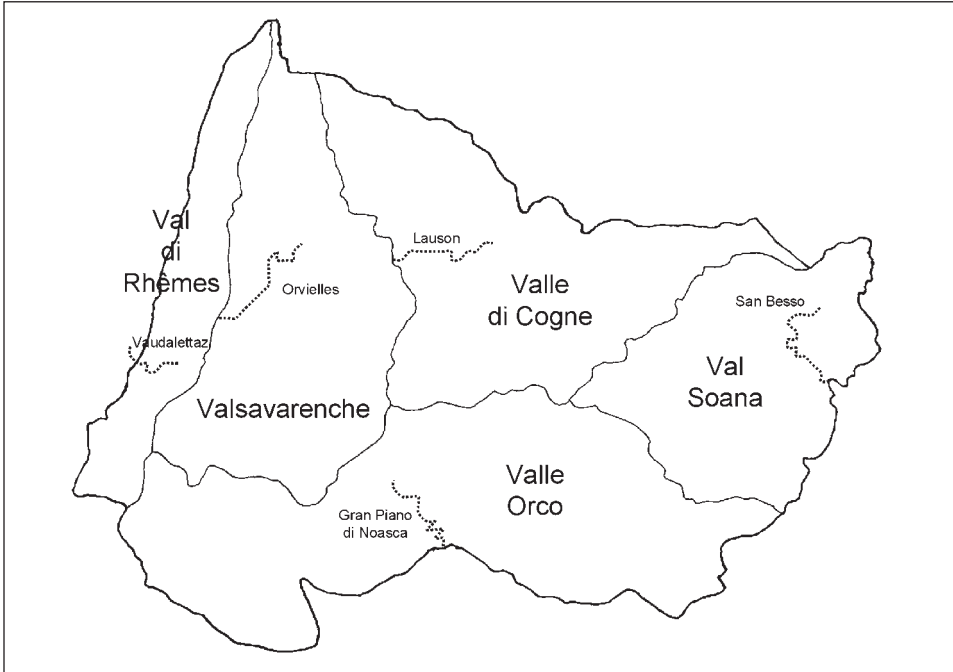 Val
di
Rhêmes
Lauson
Orvielles
Valle
di Cogne
San Besso
Vaudalettaz
Val
Soana
Valsavarenche
Valle
Orco
Gran Piano
di Noasca